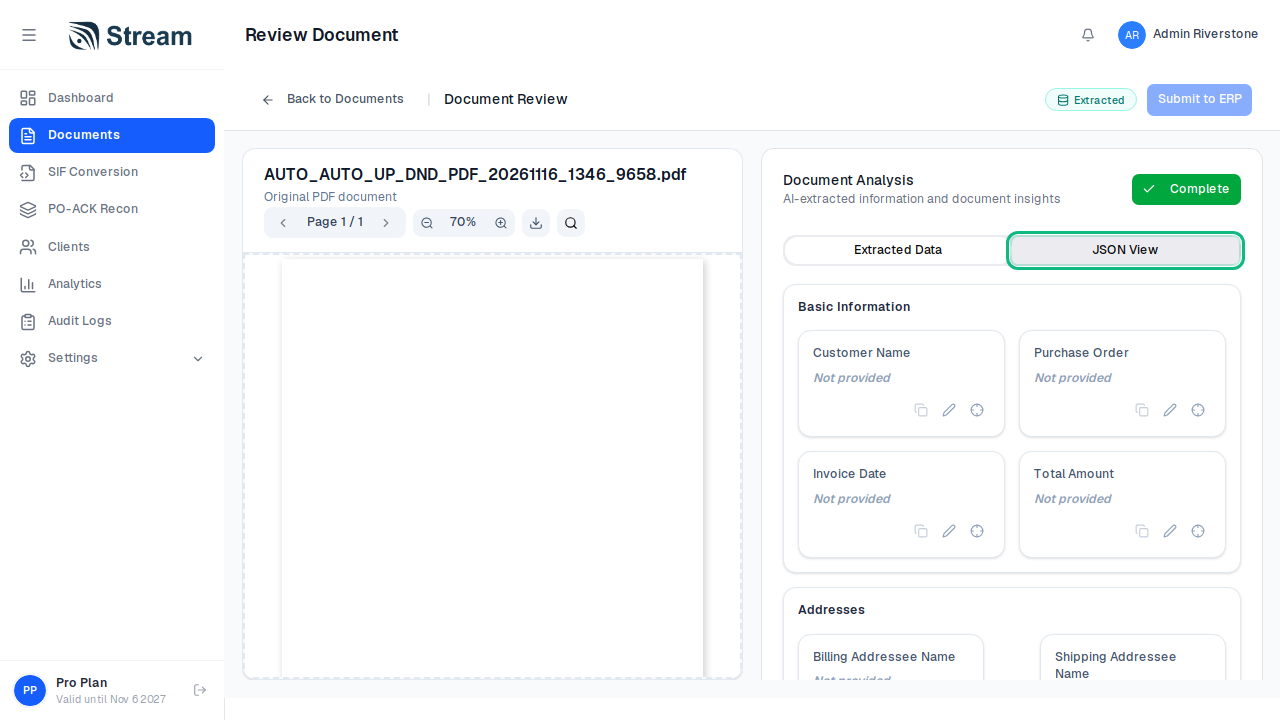 Stream
Review Document
AR
Admin Riverstone
Dashboard
Documents
SIF Conversion
PO-ACK Recon
Clients
Analytics
Audit Logs
Settings
PP
Pro Plan
Valid until Nov 6 2027
Back to Documents
Document Review
Extracted
Submit to ERP
AUTO_AUTO_UP_DND_PDF_20261116_1346_9658.pdf
Original PDF document
Page 1 / 1
70%
Document Analysis
AI-extracted information and document insights
Complete
Extracted Data
JSON View
Basic Information
Customer Name
Not provided
Purchase Order
Not provided
Invoice Date
Not provided
Total Amount
Not provided
Addresses
Billing Addressee Name
Not provided
Shipping Addressee
Name